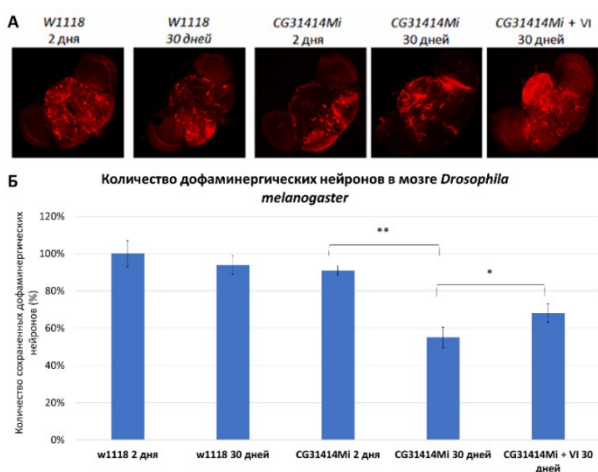 А
W1118
2 дня
W1118
30 дней
CG31414Mi
2 дня
CG31414Mi
30 дней
CG31414Mi + VI
30 дней
Б
Количество дофаминергических нейронов в мозге Drosophila
melanogaster
Количество сохраненных дофаминергических
нейронов (%)
120%
100%
80%
60%
40%
20%
0%
**
*
w1118 2 дня
w1118 30 дней
CG31414Mi 2 дня
CG31414Mi 30 дней
CG31414Mi + VI 30
дней